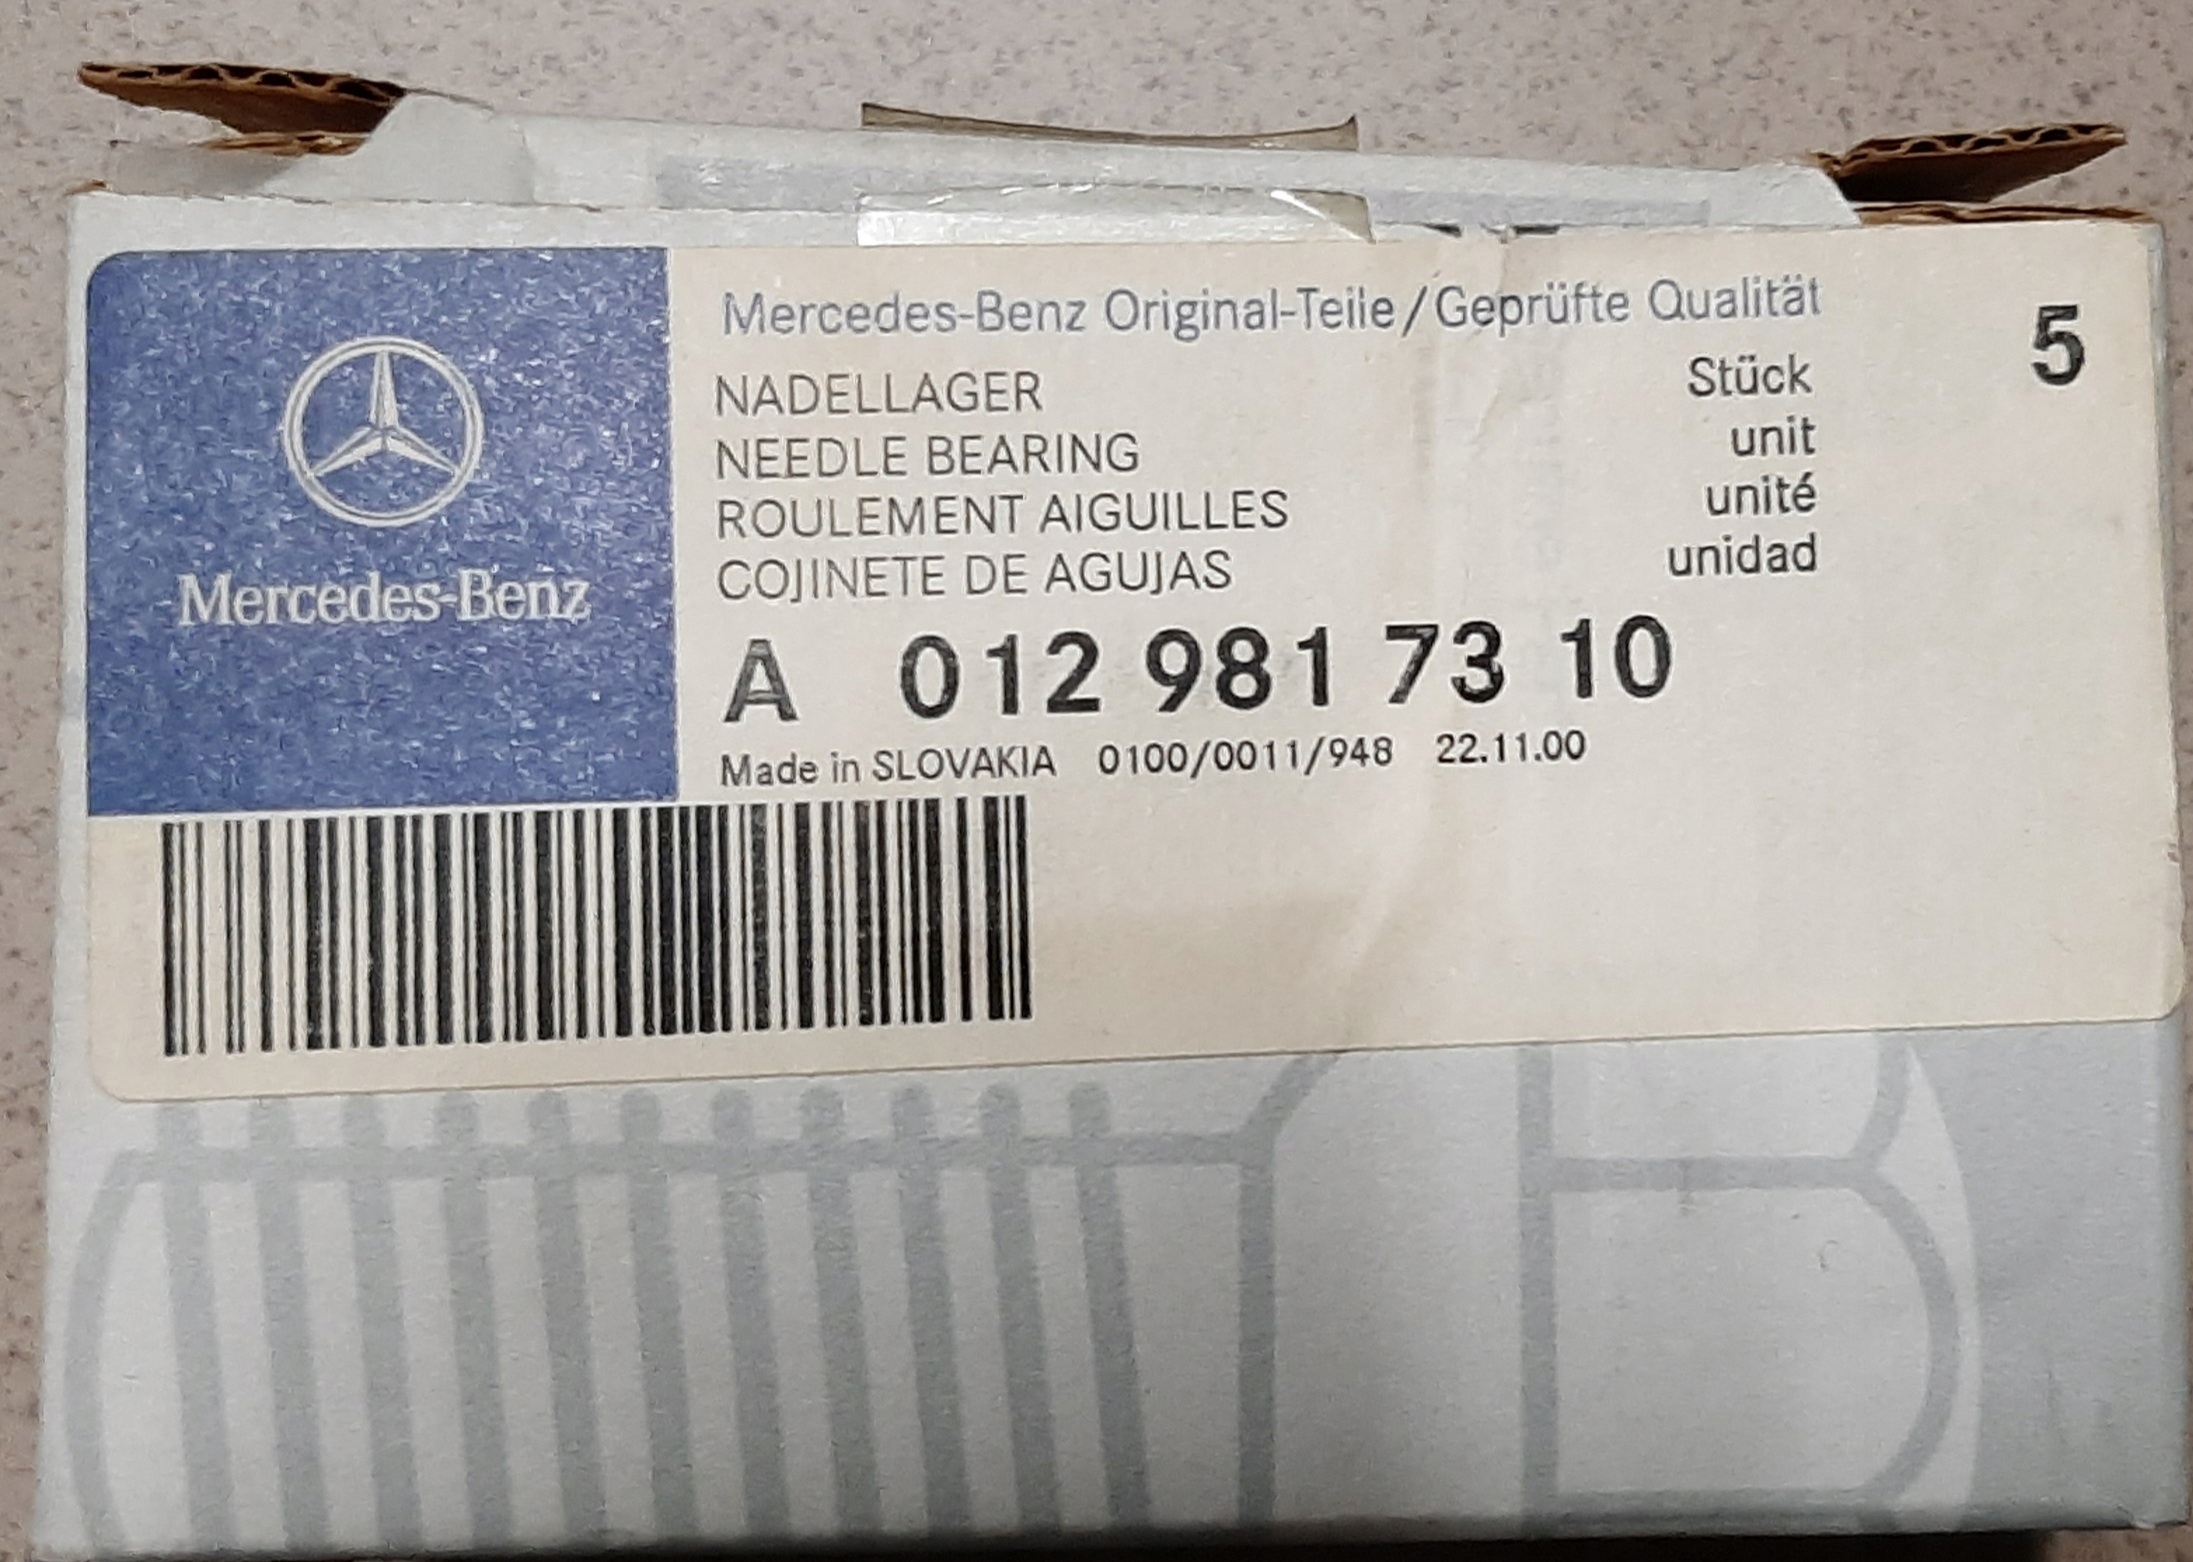 Mercedes-Benz
Mercedes-Benz Original-Teile/Geprüfte Qualität
NADELLAGER Stück 5
NEEDLE BEARING unit
ROULEMENT AIGUILLES unité
COJINETE DE AGUJAS unidad
A 012 981 73 10
Made in SLOVAKIA 0100/0011/948 22.11.00